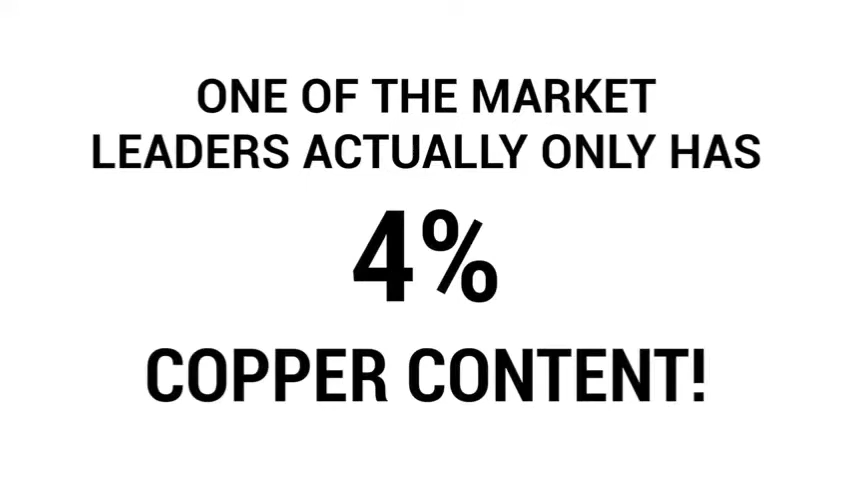 ONE OF THE MARKET
LEADERS ACTUALLY ONLY HAS
4%
COPPER CONTENT!